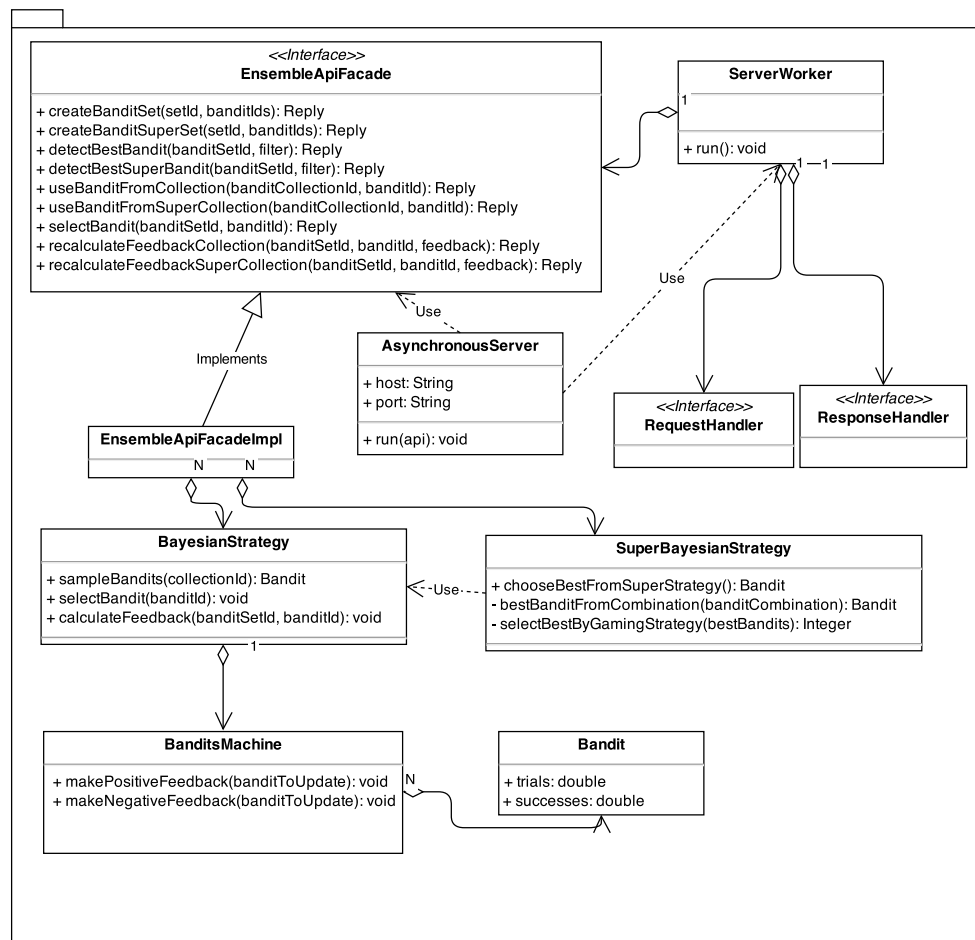 <<Interface>>
EnsembleApiFacade
+ createBanditSet(setId, banditIds): Reply
+ createBanditSuperSet(setId, banditIds): Reply
+ detectBestBandit(banditSetId, filter): Reply
+ detectBestSuperBandit(banditSetId, filter): Reply
+ useBanditFromCollection(banditCollectionId, banditId): Reply
+ useBanditFromSuperCollection(banditCollectionId, banditId): Reply
+ selectBandit(banditSetId, banditId): Reply
+ recalculateFeedbackCollection(banditSetId, banditId, feedback): Reply
+ recalculateFeedbackSuperCollection(banditSetId, banditId, feedback): Reply
ServerWorker
1
+ run(): void
1
1
Use
Use
Implements
AsynchronousServer
+ host: String
+ port: String
+ run(api): void
<<Interface>>
RequestHandler
<<Interface>>
ResponseHandler
EnsembleApiFacadeImpl
N
N
BayesianStrategy
+ sampleBandits(collectionId): Bandit
+ selectBandit(banditId): void
+ calculateFeedback(banditSetId, banditId): void
1
Use
SuperBayesianStrategy
+ chooseBestFromSuperStrategy(): Bandit
- bestBanditFromCombination(banditCombination): Bandit
- selectBestByGamingStrategy(bestBandits): Integer
BanditsMachine
+ makePositiveFeedback(banditToUpdate): void
+ makeNegativeFeedback(banditToUpdate): void
N
Bandit
+ trials: double
+ successes: double